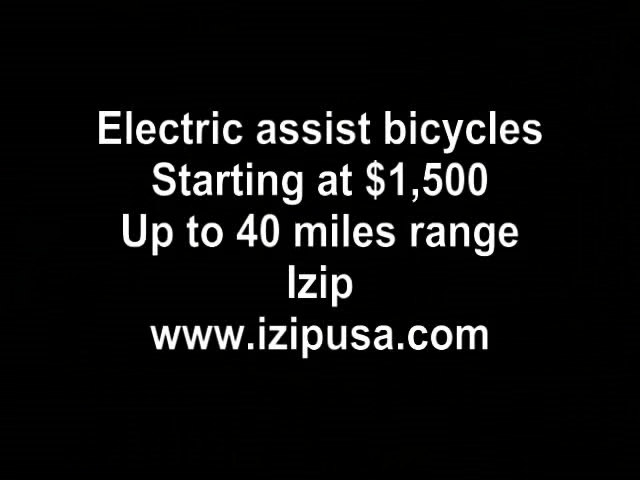 Electric assist bicycles
Starting at $1,500
Up to 40 miles range
Izip
www.izipusa.com